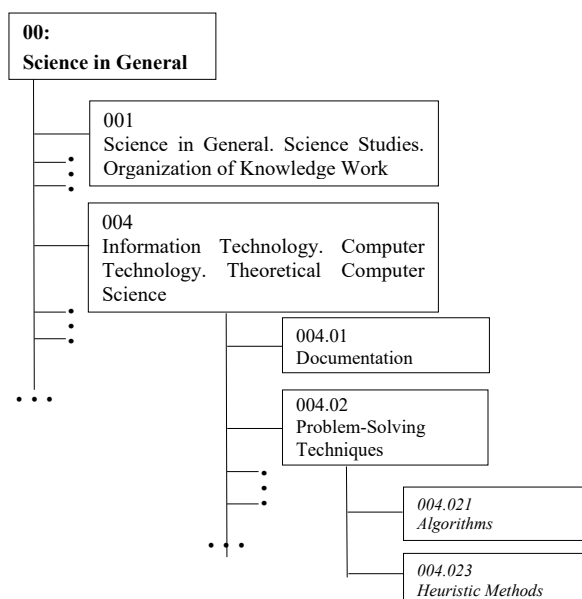 00:
Science in General
001
Science in General. Science Studies.
Organization of Knowledge Work
004
Information Technology. Computer
Technology. Theoretical Computer
Science
004.01
Documentation
004.02
Problem-Solving
Techniques
004.021
Algorithms
004.023
Heuristic Methods